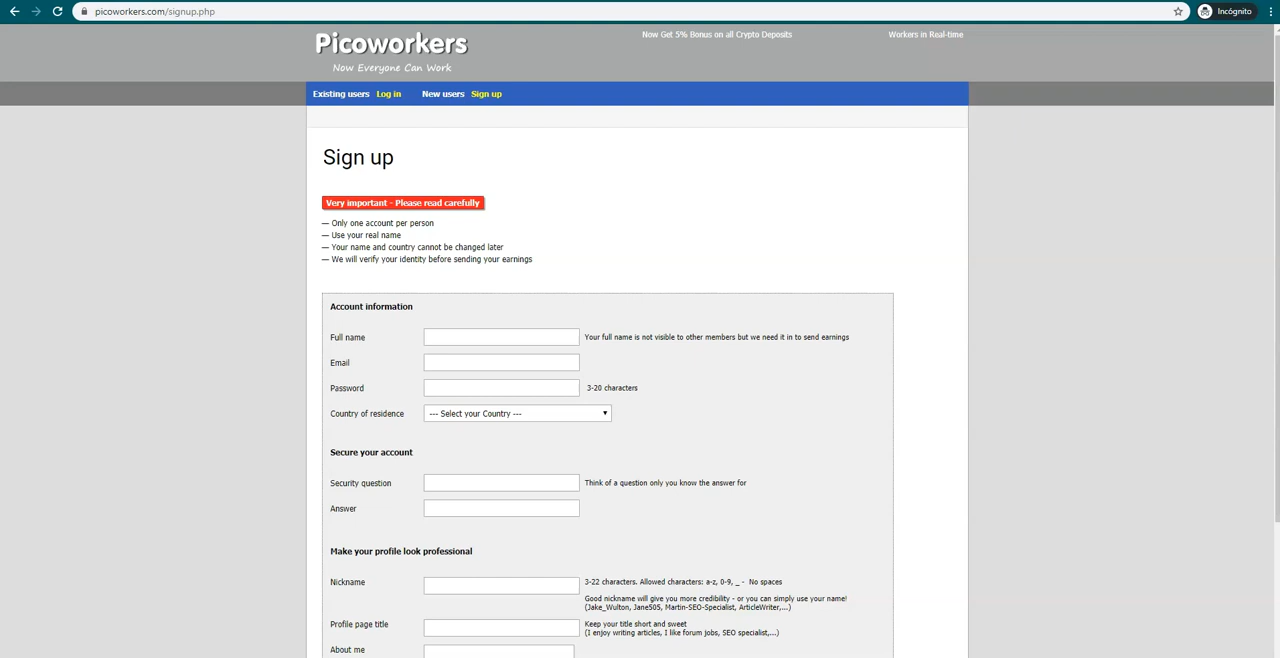 picoworkers.com/signup.php
Incógnito
Picoworkers
Now Everyone Can Work
Now Get 5% Bonus on all Crypto Deposits
Workers in Real-time
Existing users Log in New users Sign up
Sign up
Very important - Please read carefully
— Only one account per person
— Use your real name
— Your name and country cannot be changed later
— We will verify your identity before sending your earnings
Account information
Full name Your full name is not visible to other members but we need it in to send earnings
Email
Password 3-20 characters
Country of residence --- Select your Country ---
Secure your account
Security question Think of a question only you know the answer for
Answer
Make your profile look professional
Nickname 3-22 characters. Allowed characters: a-z, 0-9, _ - No spaces
Good nickname will give you more credibility - or you can simply use your name!
(Jake_Wulton, Jane505, Martin-SEO-Specialist, ArticleWriter,...)
Profile page title Keep your title short and sweet
(I enjoy writing articles, I like forum jobs, SEO specialist,...)
About me